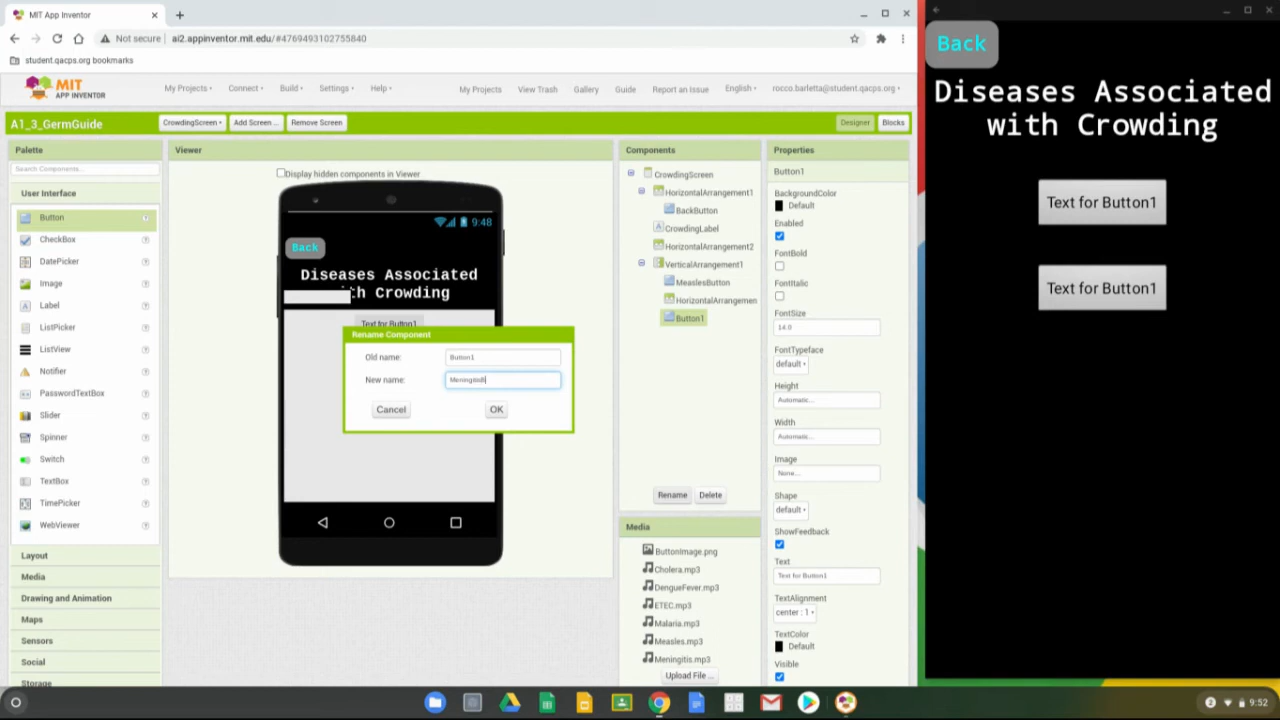 MIT App Inventor
Not secure
ai2.appinventor.mit.edu/#4769493102755840
student.qacps.org bookmarks
MIT
APP INVENTOR
My Projects
Connect
Build
Settings
Help
My Projects
View Trash
Gallery
Guide
Report an Issue
English
rocco.barletta@student.qacps.org
A1_3_GermGuide
CrowdingScreen
Add Screen ...
Remove Screen
Designer
Blocks
Palette
Search Components...
User Interface
Button
CheckBox
DatePicker
Image
Label
ListPicker
ListView
Notifier
PasswordTextBox
Slider
Spinner
Switch
TextBox
TimePicker
WebViewer
Layout
Media
Drawing and Animation
Maps
Sensors
Social
Storage
Viewer
Display hidden components in Viewer
9:48
Back
Diseases Associated
th Crowding
Text for Button1
Rename Component
Old name:
Button1
New name:
Cancel
OK
Components
CrowdingScreen
HorizontalArrangement1
BackButton
CrowdingLabel
HorizontalArrangement2
VerticalArrangement1
MeaslesButton
HorizontalArrangemen
Button1
Rename
Delete
Media
ButtonImage.png
Cholera.mp3
DengueFever.mp3
ETEC.mp3
Malaria.mp3
Measles.mp3
Meningitis.mp3
Upload File ...
Properties
Button1
BackgroundColor
Default
Enabled
FontBold
FontItalic
FontSize
14.0
FontTypeface
default
Height
Automatic...
Width
Automatic...
Image
None...
Shape
default
ShowFeedback
Text
Text for Button1
TextAlignment
center : 1
TextColor
Default
Visible
Back
Diseases Associated
with Crowding
Text for Button1
Text for Button1
2
9:52